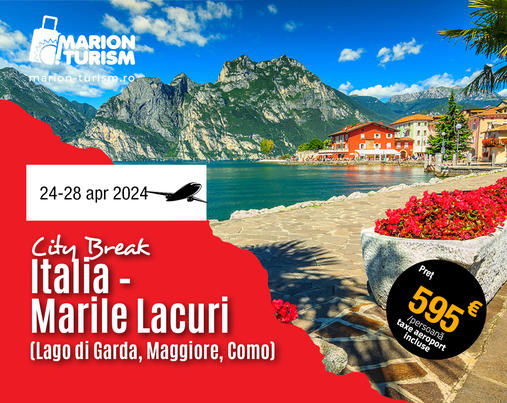 MARION
TURISM
marion-turism.ro
24-28 apr 2024
City Break
Italia -
Marile Lacuri
(Lago di Garda, Maggiore, Como)
Preț
595 €
/persoană
taxe aeroport
incluse